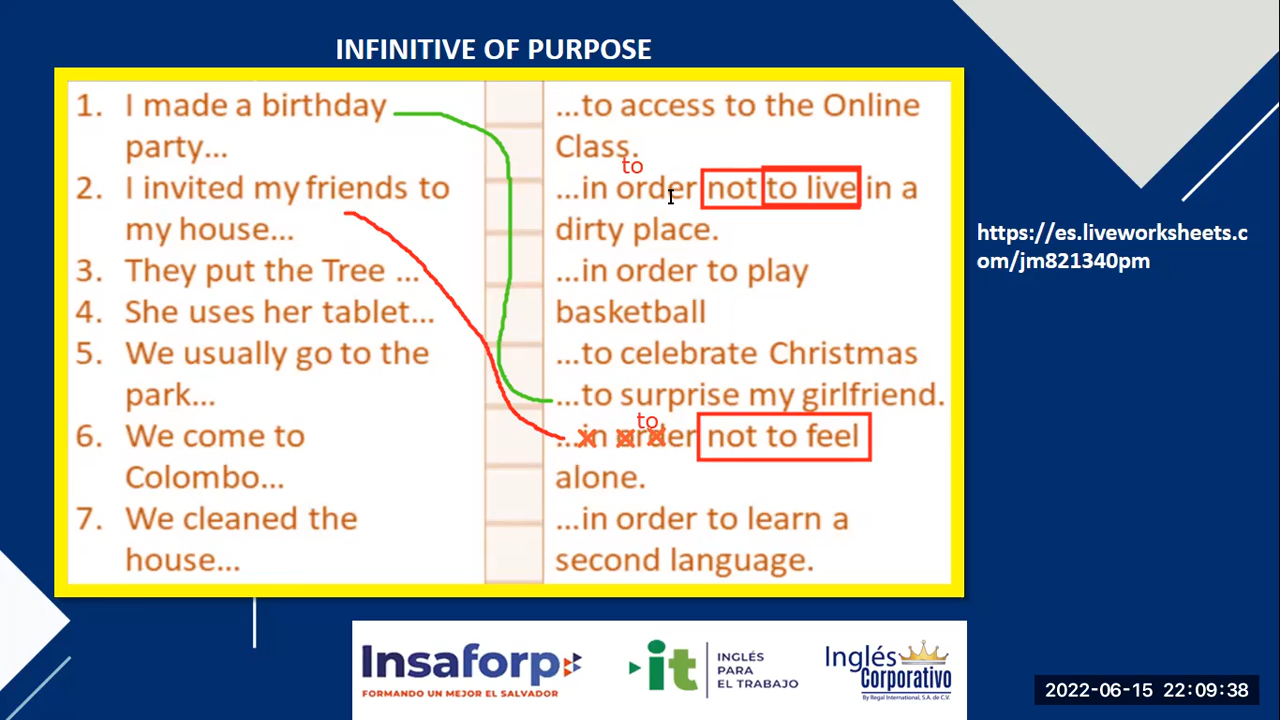 INFINITIVE OF PURPOSE
1. I made a birthday
party...
2. I invited my friends to
my house...
3. They put the Tree ...
4. She uses her tablet...
5. We usually go to the
park...
6. We come to
Colombo...
7. We cleaned the
house...
...to access to the Online
Class.
to
...in order not to live in a
dirty place.
...in order to play
basketball
...to celebrate Christmas
...to surprise my girlfriend.
to
...in order not to feel
alone.
...in order to learn a
second language.
https://es.liveworksheets.c
om/jm821340pm
Insaforp
FORMANDO UN MEJOR EL SALVADOR
it
INGLÉS
PARA
EL TRABAJO
Inglés
Corporativo
By Regal International, S.A. de C.V.
2022-06-15 22:09:38